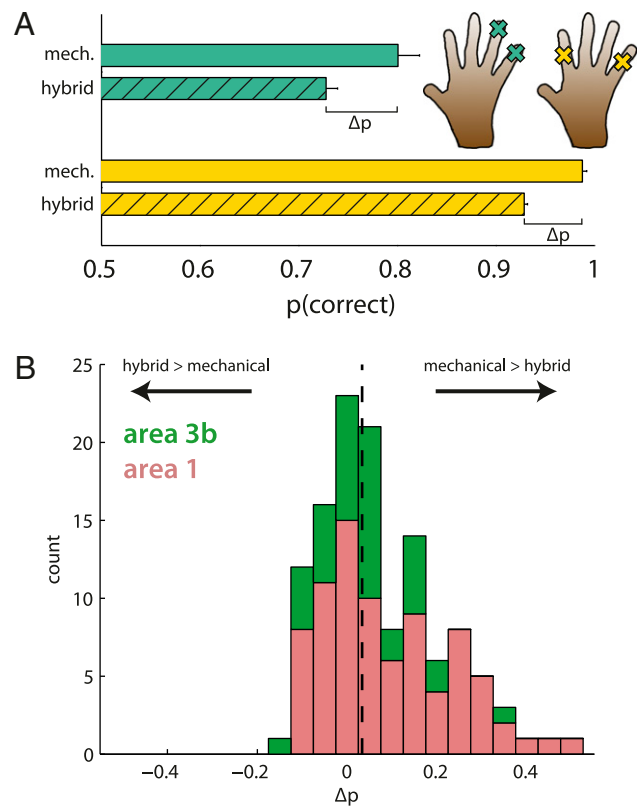 A
mech.
hybrid
Δp
mech.
hybrid
Δp
0.5 0.6 0.7 0.8 0.9 1
p(correct)
B
hybrid > mechanical
mechanical > hybrid
area 3b
area 1
25
20
15
10
5
0
count
−0.4 −0.2 0 0.2 0.4
Δp